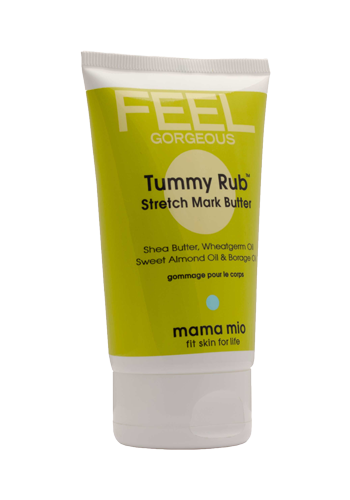 FEEL
GORGEOUS
Tummy Rub™
Stretch Mark Butter
Shea Butter, Wheatgerm Oil
Sweet Almond Oil & Borage
gommage pour le corps
mama mio
fit skin for life